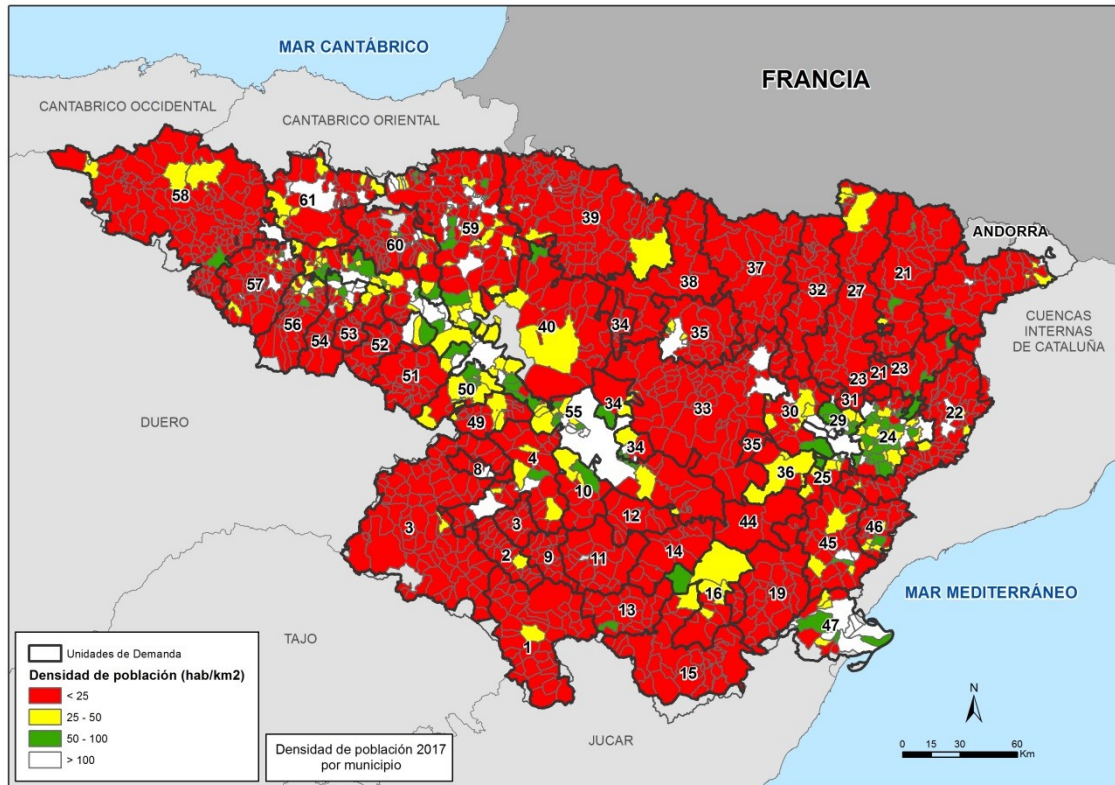 MAR CANTÁBRICO
FRANCIA
CANTABRICO OCCIDENTAL
CANTABRICO ORIENTAL
58
61
59
39
60
ANDORRA
57
37
21
38
32
27
56
54
53
52
40
34
35
CUENCAS
INTERNAS
DE CATALUÑA
51
50
23
21
23
DUERO
49
55
34
33
30
31
29
22
24
34
4
8
35
36
25
10
3
3
12
44
45
46
2
9
11
14
MAR MEDITERRÁNEO
16
19
13
47
TAJO
1
15
JUCAR
Unidades de Demanda
Densidad de población (hab/km2)
< 25
25 - 50
50 - 100
> 100
Densidad de población 2017
por municipio
N
0 15 30 60
Km